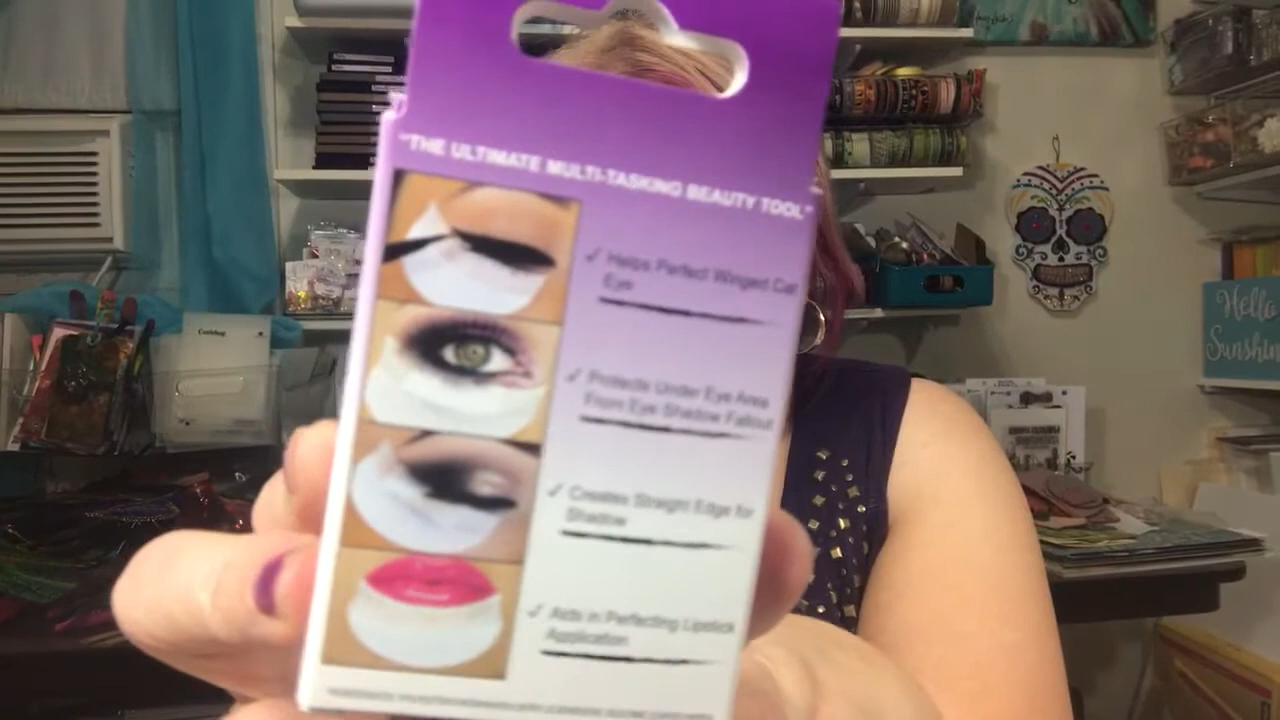 "THE ULTIMATE MULTI-TASKING BEAUTY TOOL"
✓ Helps Perfect Winged Cat
Eye
✓ Protects Under Eye Area
From Eye Shadow Fallout
✓ Creates Straight Edge for
Shadow
✓ Aids in Perfecting Lipstick
Application
Hello
Sunshin